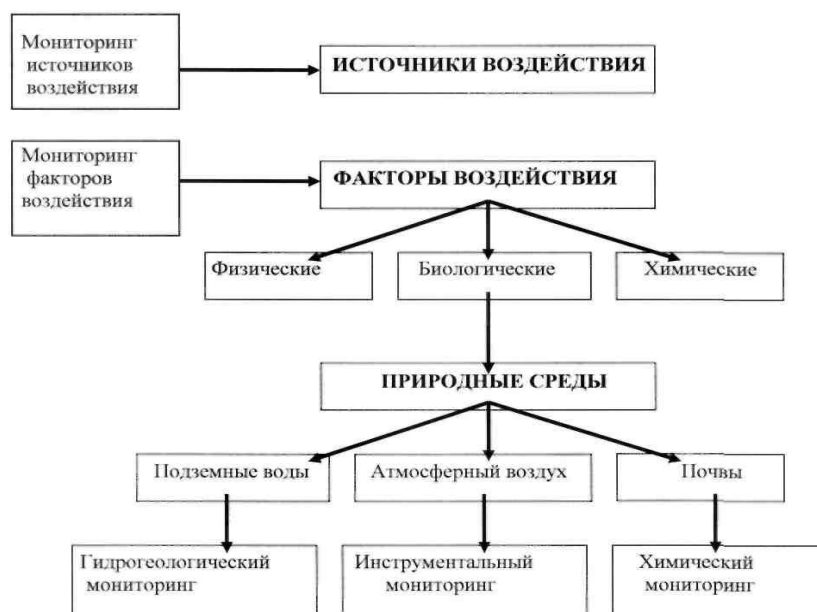 Мониторинг
источников
воздействия
ИСТОЧНИКИ ВОЗДЕЙСТВИЯ
Мониторинг
факторов
воздействия
ФАКТОРЫ ВОЗДЕЙСТВИЯ
Физические
Биологические
Химические
ПРИРОДНЫЕ СРЕДЫ
Подземные воды
Атмосферный воздух
Почвы
Гидрогеологический
мониторинг
Инструментальный
мониторинг
Химический
мониторинг